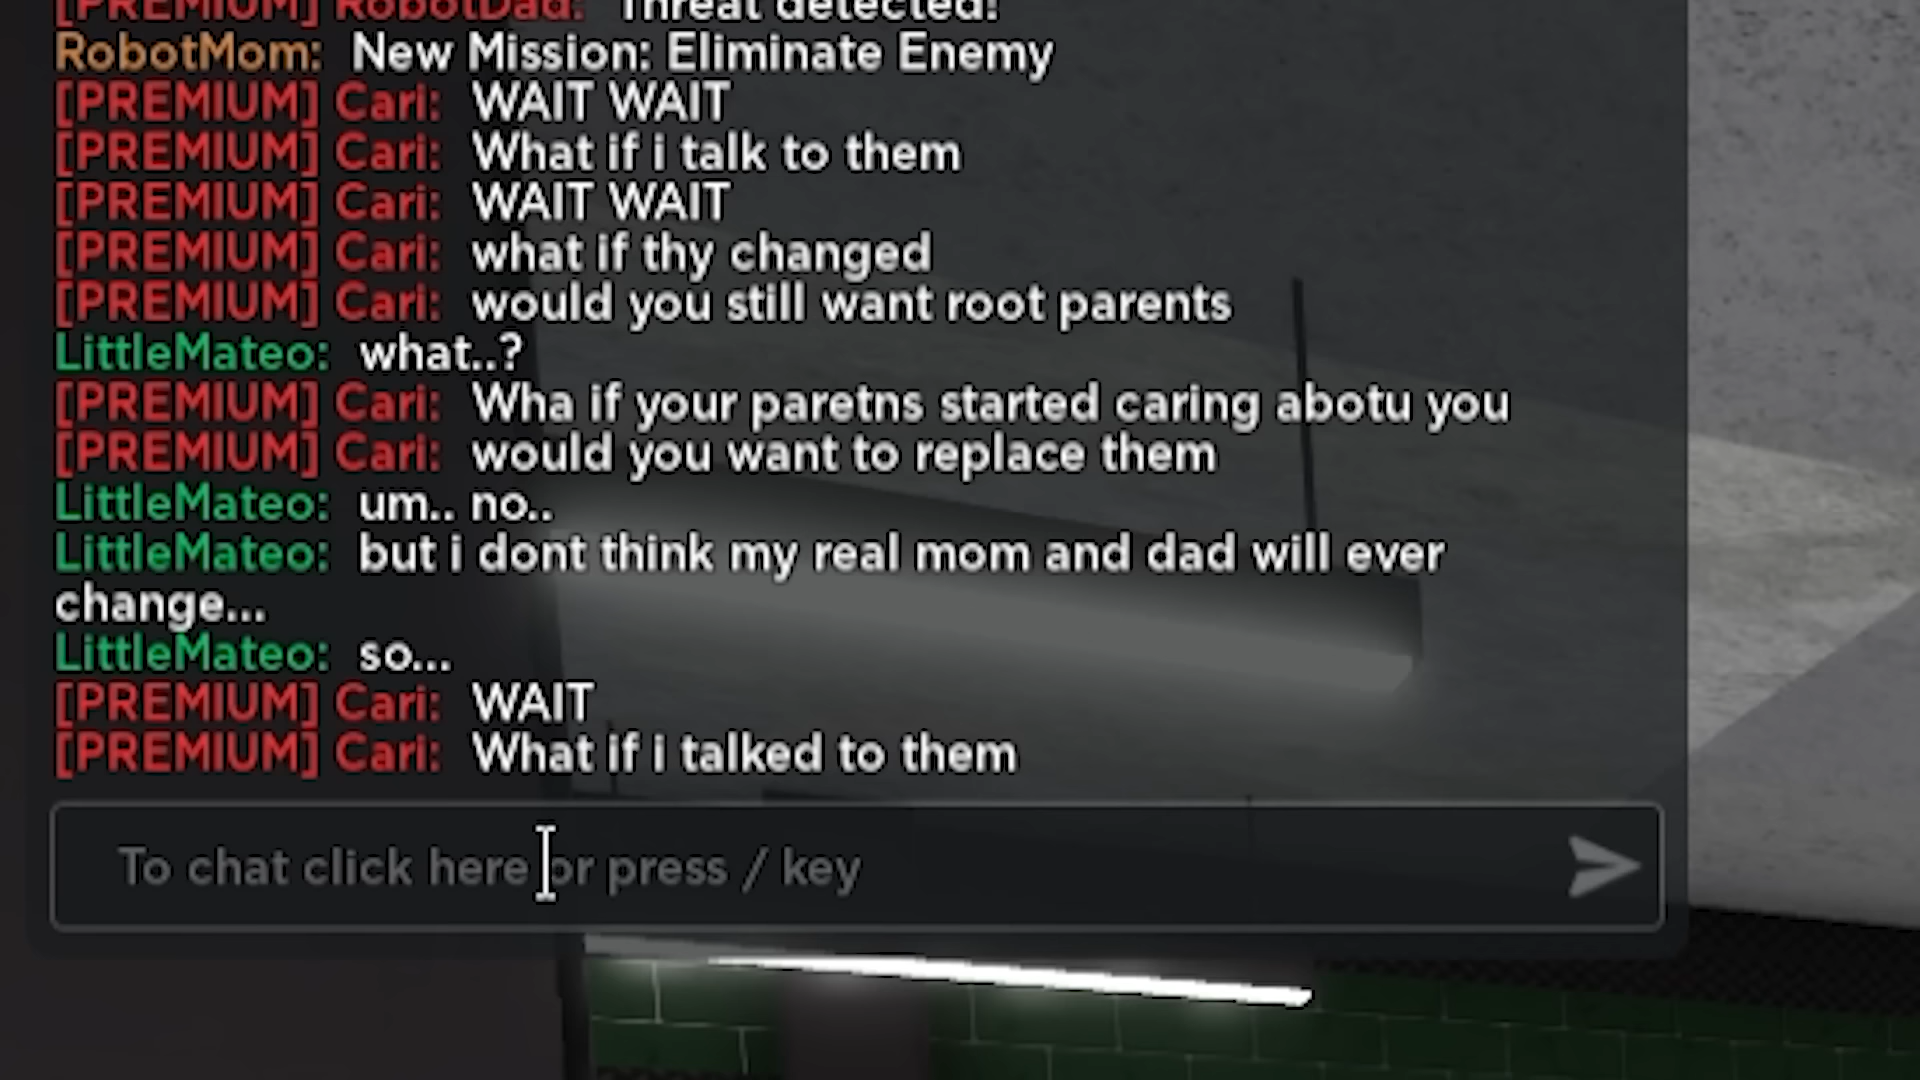 [PREMIUM] RobotDad: Threat detected!
RobotMom: New Mission: Eliminate Enemy
[PREMIUM] Cari: WAIT WAIT
[PREMIUM] Cari: What if i talk to them
[PREMIUM] Cari: WAIT WAIT
[PREMIUM] Cari: what if thy changed
[PREMIUM] Cari: would you still want root parents
LittleMateo: what..?
[PREMIUM] Cari: Wha if your paretns started caring abotu you
[PREMIUM] Cari: would you want to replace them
LittleMateo: um.. no..
LittleMateo: but i dont think my real mom and dad will ever
change...
LittleMateo: so...
[PREMIUM] Cari: WAIT
[PREMIUM] Cari: What if i talked to them
To chat click here or press / key